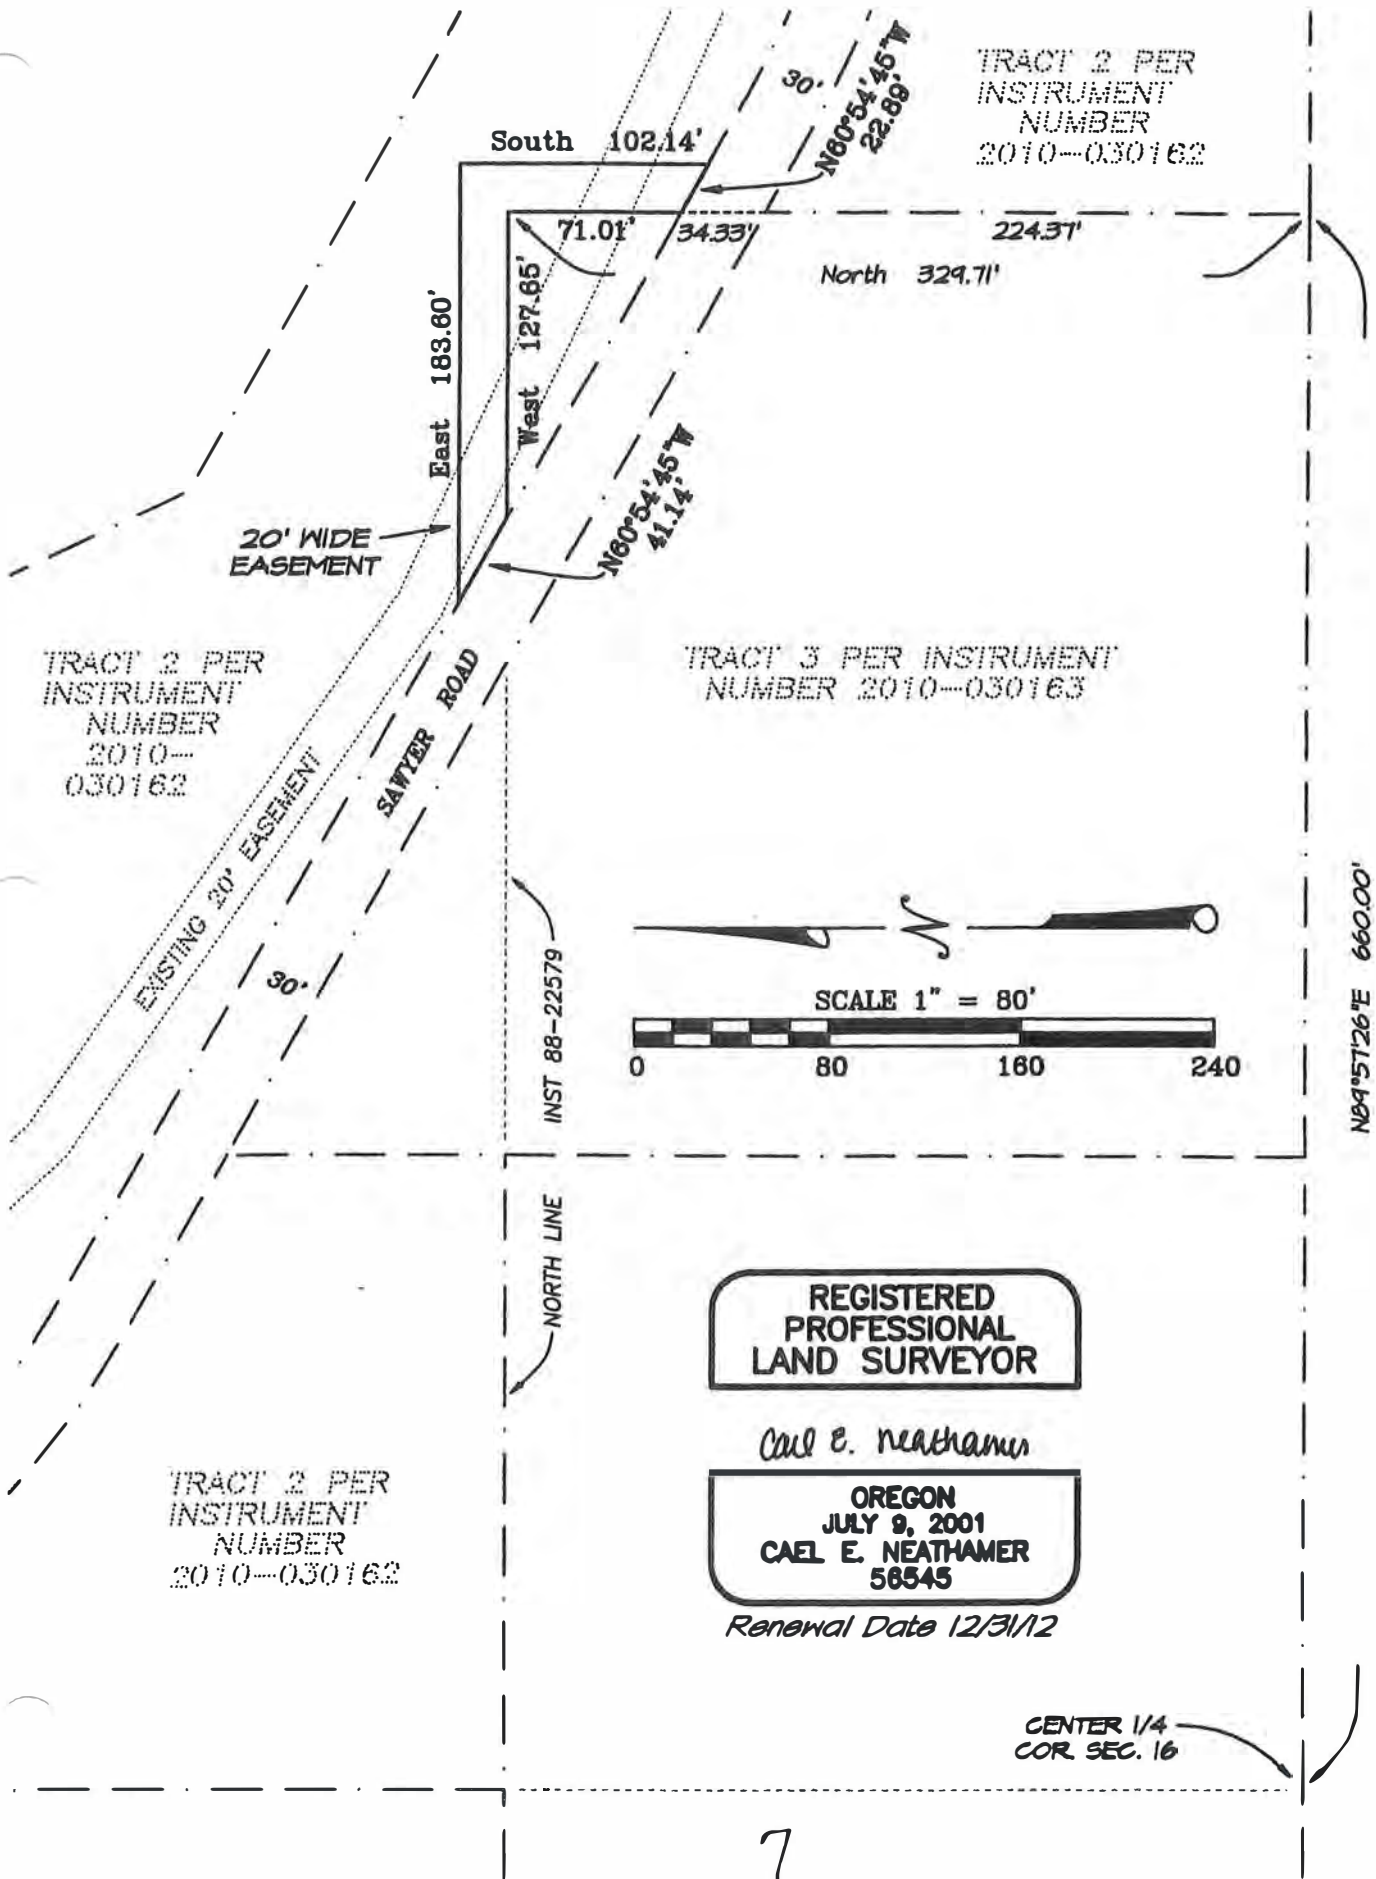 30'
N60°54'45"W
22.89'
TRACT 2 PER
INSTRUMENT
NUMBER
2010-030162
South 102.14'
71.01'
34.33'
224.37'
North 329.71'
East 183.60'
West 127.65'
N60°54'45"W
41.14'
20' WIDE
EASEMENT
TRACT 2 PER
INSTRUMENT
NUMBER
2010-
030162
SAWYER ROAD
TRACT 3 PER INSTRUMENT
NUMBER 2010-030163
EXISTING 20' EASEMENT
30'
INST 88-22579
NORTH LINE
SCALE 1" = 80'
0 80 160 240
N89°57'26"E 660.00'
REGISTERED
PROFESSIONAL
LAND SURVEYOR
Cael E. Neathamer
OREGON
JULY 9, 2001
CAEL E. NEATHAMER
56545
Renewal Date 12/31/12
TRACT 2 PER
INSTRUMENT
NUMBER
2010-030162
CENTER 1/4
COR. SEC. 16
7